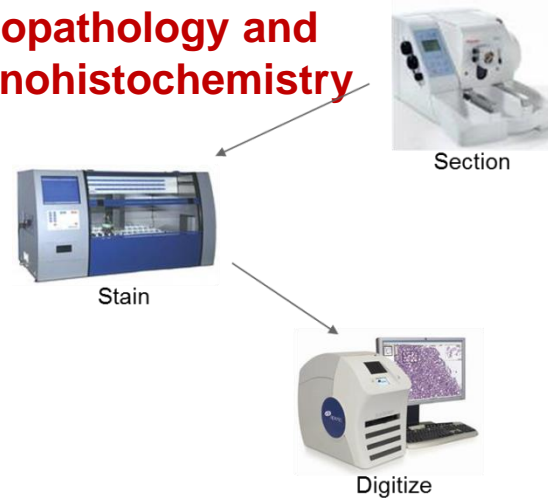 opathology and
nohistochemistry
Section
Stain
Digitize